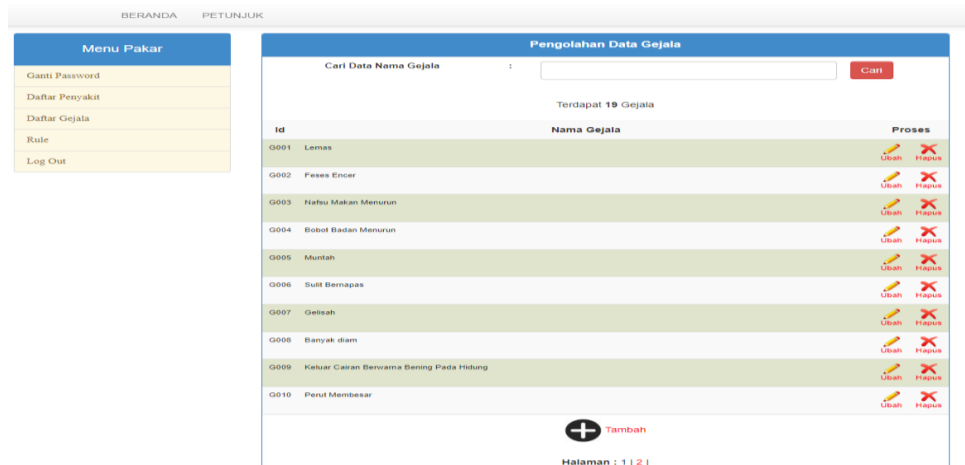 BERANDA PETUNJUK
Menu Pakar
Ganti Password
Daftar Penyakit
Daftar Gejala
Rule
Log Out
Pengolahan Data Gejala
Cari Data Nama Gejala : Cari
Terdapat 19 Gejala
Id Nama Gejala Proses
G001 Lemas Ubah Hapus
G002 Feses Encer Ubah Hapus
G003 Nafsu Makan Menurun Ubah Hapus
G004 Bobot Badan Menurun Ubah Hapus
G005 Muntah Ubah Hapus
G006 Sulit Bernapas Ubah Hapus
G007 Gelisah Ubah Hapus
G008 Banyak diam Ubah Hapus
G009 Keluar Cairan Berwarna Bening Pada Hidung Ubah Hapus
G010 Perut Membesar Ubah Hapus
Tambah
Halaman : 1 | 2 |